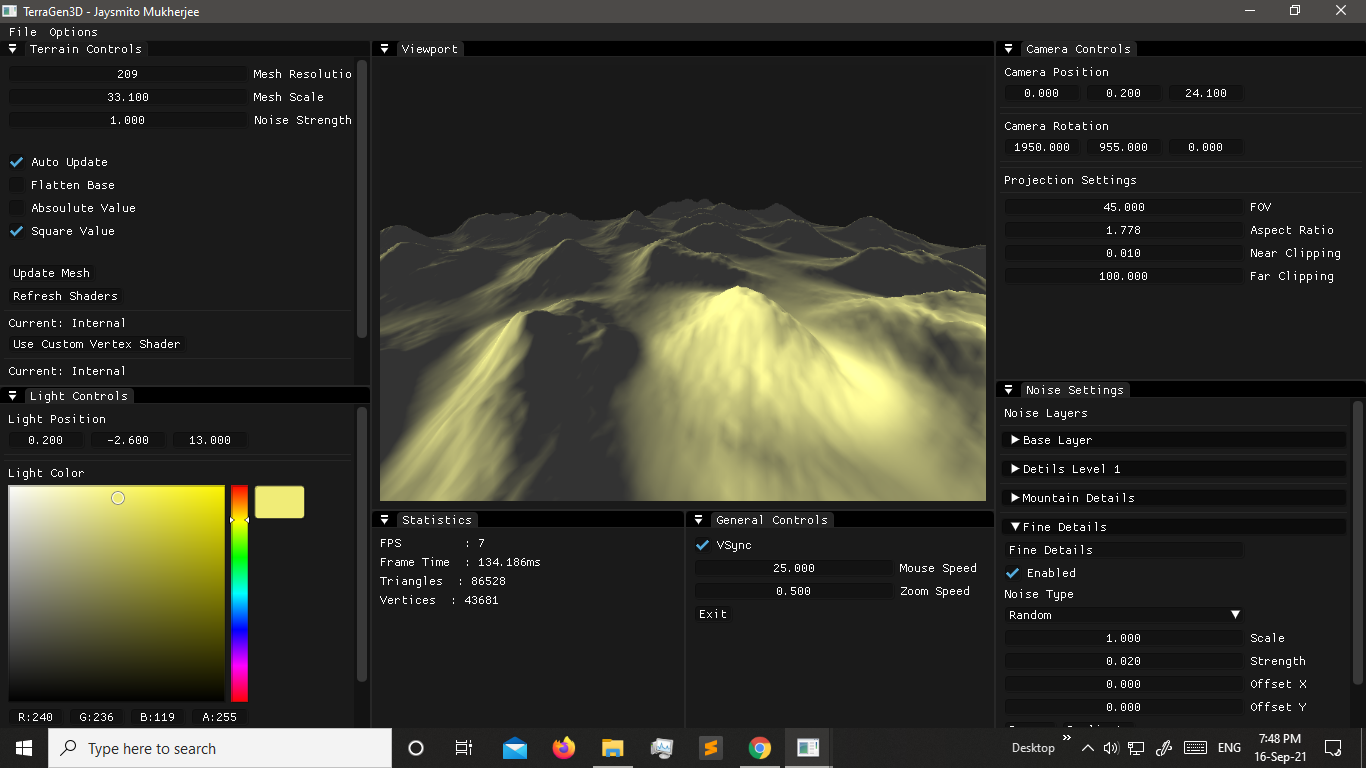 TerraGen3D - Jaysmito Mukherjee
File Options
Terrain Controls
209 Mesh Resolutio
33.100 Mesh Scale
1.000 Noise Strength
Auto Update
Flatten Base
Absoulute Value
Square Value
Update Mesh
Refresh Shaders
Current: Internal
Use Custom Vertex Shader
Current: Internal
Light Controls
Light Position
0.200 -2.600 13.000
Light Color
R:240 G:236 B:119 A:255
Viewport
Statistics
FPS : 7
Frame Time : 134.186ms
Triangles : 86528
Vertices : 43681
General Controls
VSync
25.000 Mouse Speed
0.500 Zoom Speed
Exit
Camera Controls
Camera Position
0.000 0.200 24.100
Camera Rotation
1950.000 955.000 0.000
Projection Settings
45.000 FOV
1.778 Aspect Ratio
0.010 Near Clipping
100.000 Far Clipping
Noise Settings
Noise Layers
Base Layer
Detils Level 1
Mountain Details
Fine Details
Fine Details
Enabled
Noise Type
Random
1.000 Scale
0.020 Strength
0.000 Offset X
0.000 Offset Y
Type here to search
Desktop
ENG
7:48 PM
16-Sep-21